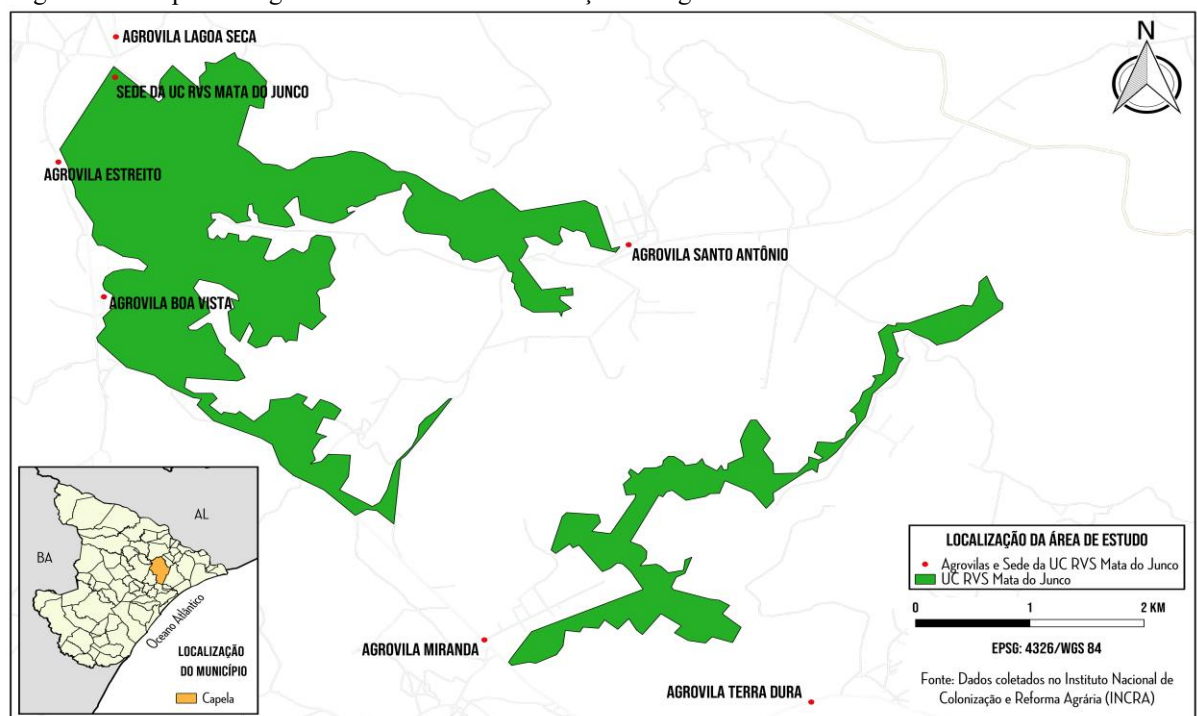 N
AGROVILA LAGOA SECA
SEDE DA UC RVS MATA DO JUNCO
AGROVILA ESTREITO
AGROVILA SANTO ANTÔNIO
AGROVILA BOA VISTA
AGROVILA MIRANDA
AGROVILA TERRA DURA
AL
BA
Oceano Atlântico
LOCALIZAÇÃO
DO MUNICÍPIO
Capela
LOCALIZAÇÃO DA ÁREA DE ESTUDO
Agrovilas e Sede da UC RVS Mata do Junco
UC RVS Mata do Junco
0 1 2 KM
EPSG: 4326/WGS 84
Fonte: Dados coletados no Instituto Nacional de
Colonização e Reforma Agrária (INCRA)